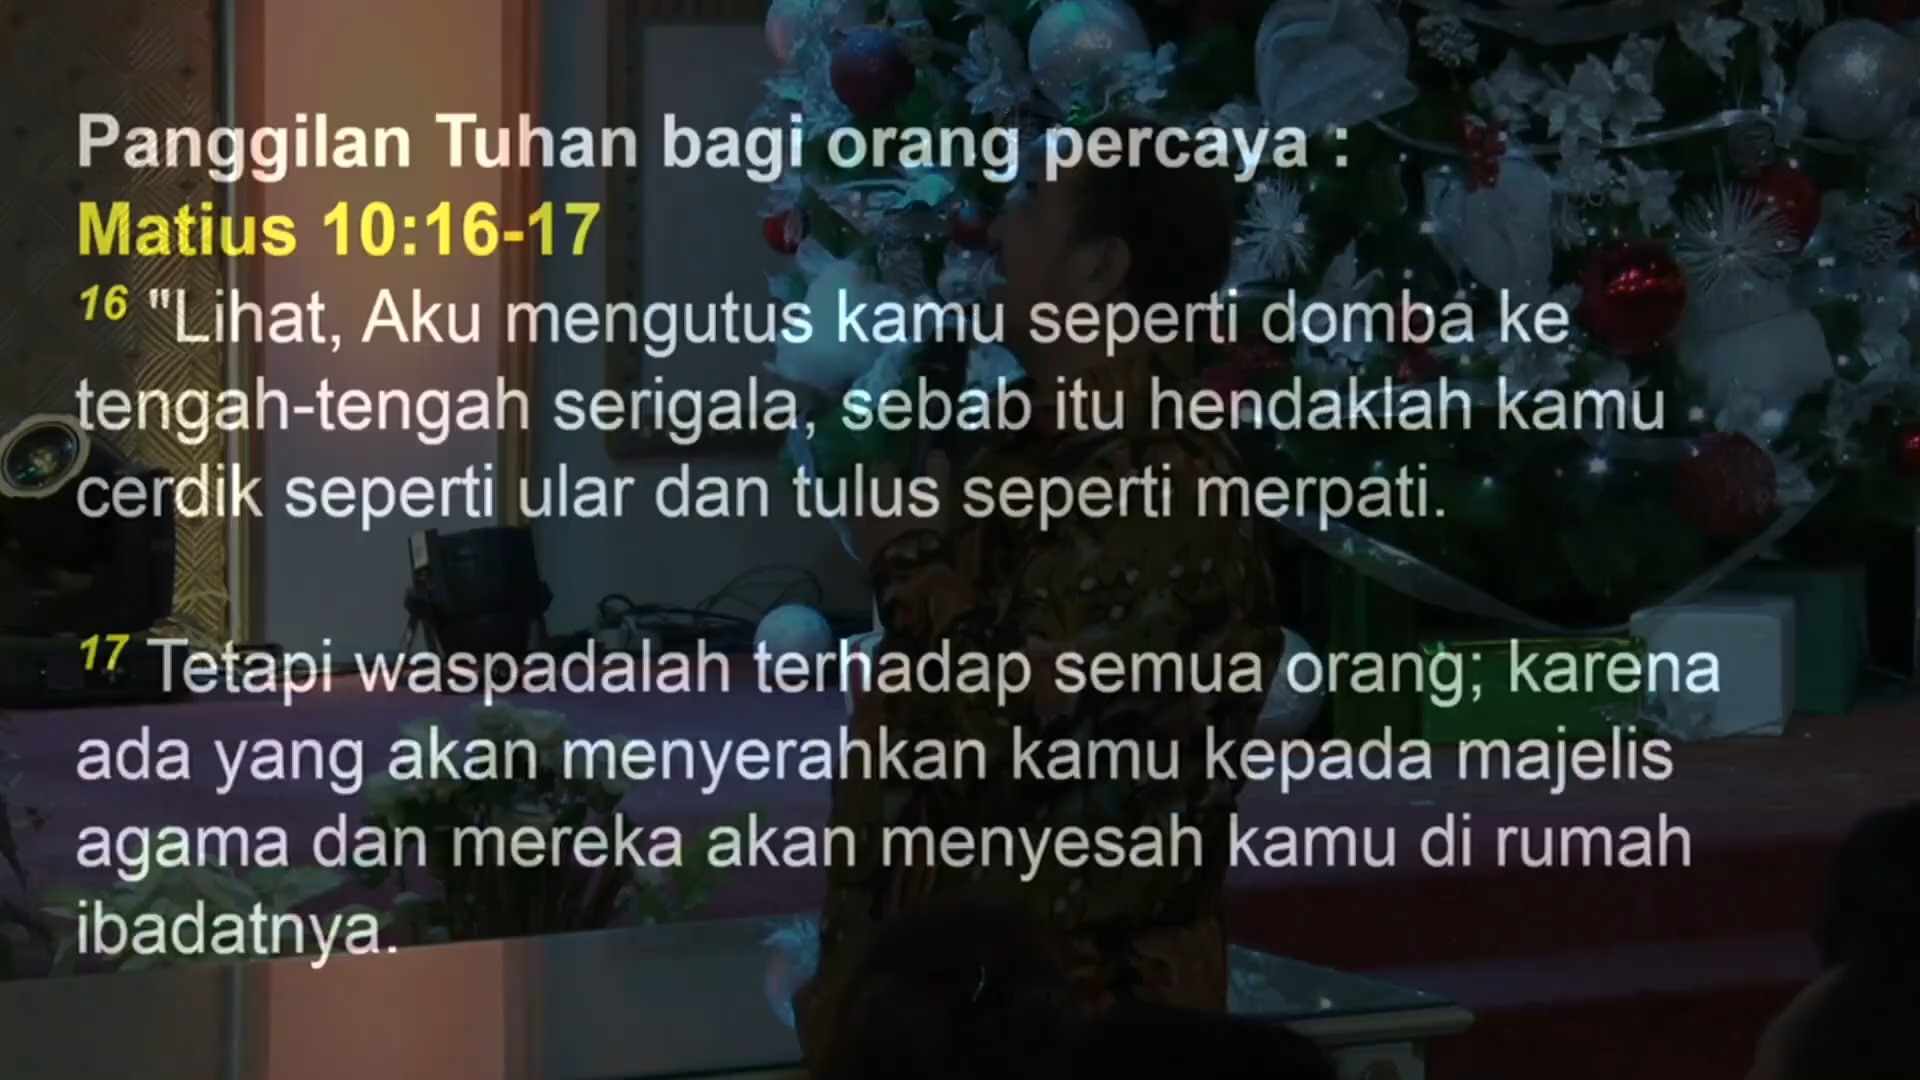 Panggilan Tuhan bagi orang percaya :
Matius 10:16-17
16 "Lihat, Aku mengutus kamu seperti domba ke
tengah-tengah serigala, sebab itu hendaklah kamu
cerdik seperti ular dan tulus seperti merpati.
17 Tetapi waspadalah terhadap semua orang; karena
ada yang akan menyerahkan kamu kepada majelis
agama dan mereka akan menyesah kamu di rumah
ibadatnya.